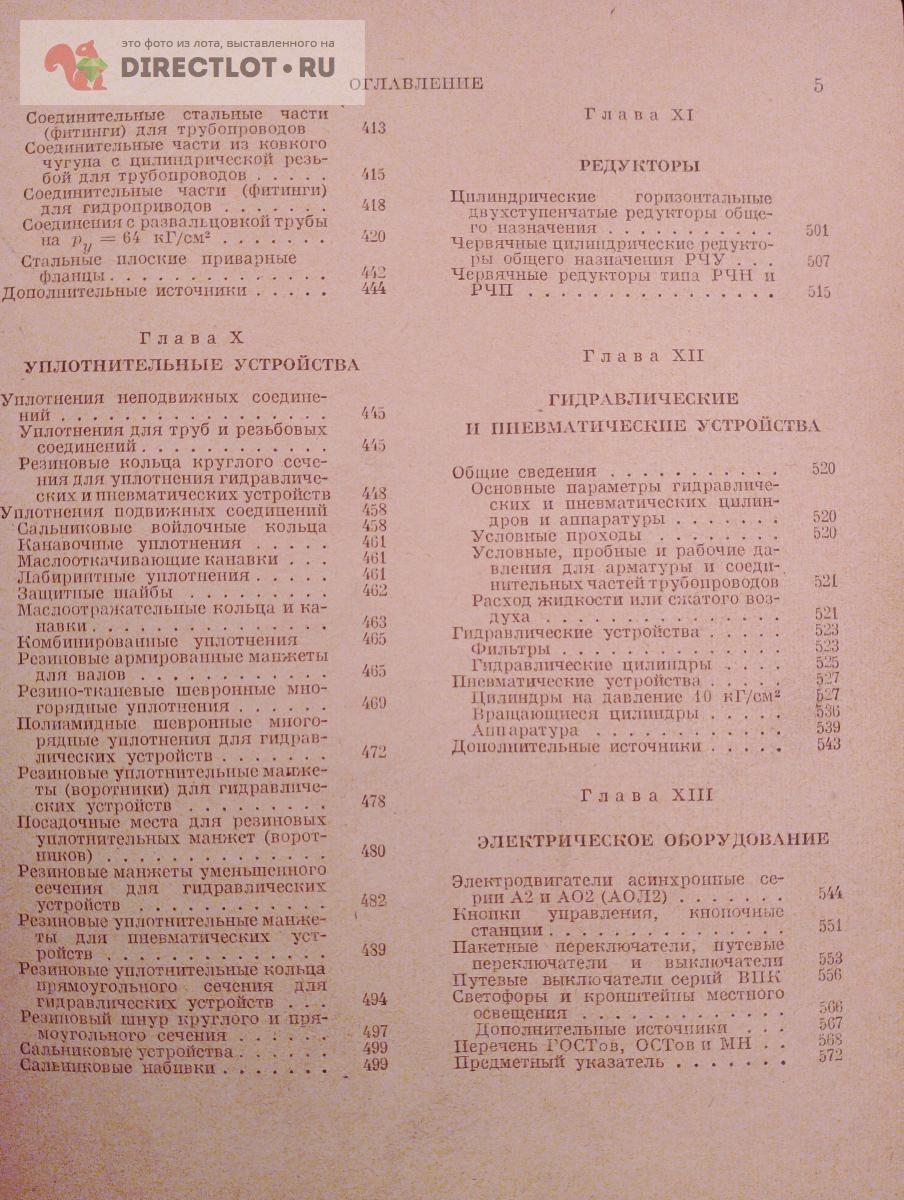 это фото из лота, выставленного на
DIRECTLOT.RU
ОГЛАВЛЕНИЕ 5
Соединительные стальные части
(фитинги) для трубопроводов 413
Соединительные части из ковкого
чугуна с цилиндрической резь-
бой для трубопроводов . . . . . 415
Соединительные части (фитинги)
для гидроприводов . . . . . . . 418
Соединения с развальцовкой трубы
на pу = 64 кГ/см² . . . . . . . 420
Стальные плоские приварные
фланцы . . . . . . . . . . . . . 442
Дополнительные источники . . . . . 444
Глава X
УПЛОТНИТЕЛЬНЫЕ УСТРОЙСТВА
Уплотнения неподвижных соедине-
ний . . . . . . . . . . . . . . . . 445
Уплотнения для труб и резьбовых
соединений . . . . . . . . . . . . 445
Резиновые кольца круглого сече-
ния для уплотнения гидравличе-
ских и пневматических устройств 448
Уплотнения подвижных соединений 458
Сальниковые войлочные кольца 458
Канавочные уплотнения . . . . . 461
Маслооткачивающие канавки . . . 461
Лабиринтные уплотнения . . . . . 461
Защитные шайбы . . . . . . . . . 462
Маслоотражательные кольца и ка-
навки . . . . . . . . . . . . . . . 463
Комбинированные уплотнения 465
Резиновые армированные манжеты
для валов . . . . . . . . . . . . 465
Резино-тканевые шевронные мно-
горядные уплотнения . . . . . . 469
Полиамидные шевронные много-
рядные уплотнения для гидрав-
лических устройств . . . . . . . 472
Резиновые уплотнительные манже-
ты (воротники) для гидравличе-
ских устройств . . . . . . . . . 478
Посадочные места для резиновых
уплотнительных манжет (ворот-
ников) . . . . . . . . . . . . . . 480
Резиновые манжеты уменьшенного
сечения для гидравлических
устройств . . . . . . . . . . . . 482
Резиновые уплотнительные манже-
ты для пневматических уст-
ройств . . . . . . . . . . . . . . 489
Резиновые уплотнительные кольца
прямоугольного сечения для
гидравлических устройств . . . 494
Резиновый шнур круглого и пря-
моугольного сечения . . . . . . 497
Сальниковые устройства . . . . . . 499
Сальниковые набивки . . . . . . . 499
Глава XI
РЕДУКТОРЫ
Цилиндрические горизонтальные
двухступенчатые редукторы обще-
го назначения . . . . . . . . . . . 501
Червячные цилиндрические редукто-
ры общего назначения РЧУ . . . 507
Червячные редукторы типа РЧН и
РЧП . . . . . . . . . . . . . . . . 515
Глава XII
ГИДРАВЛИЧЕСКИЕ
И ПНЕВМАТИЧЕСКИЕ УСТРОЙСТВА
Общие сведения . . . . . . . . . . . 520
Основные параметры гидравличе-
ских и пневматических цилин-
дров и аппаратуры . . . . . . . 520
Условные проходы . . . . . . . . 520
Условные, пробные и рабочие да-
вления для арматуры и соеди-
нительных частей трубопроводов 521
Расход жидкости или сжатого воз-
духа . . . . . . . . . . . . . . . 521
Гидравлические устройства . . . . . 523
Фильтры . . . . . . . . . . . . . 523
Гидравлические цилиндры . . . . 525
Пневматические устройства . . . . . 527
Цилиндры на давление 10 кГ/см² 527
Вращающиеся цилиндры . . . . . 536
Аппаратура . . . . . . . . . . . . 539
Дополнительные источники . . . . . 543
Глава XIII
ЭЛЕКТРИЧЕСКОЕ ОБОРУДОВАНИЕ
Электродвигатели асинхронные се-
рии А2 и АО2 (АОЛ2) . . . . . . . 544
Кнопки управления, кнопочные
станции . . . . . . . . . . . . . . . 551
Пакетные переключатели, путевые
переключатели и выключатели 553
Путевые выключатели серий ВПК 556
Светофоры и кронштейны местного
освещения . . . . . . . . . . . . . 566
Дополнительные источники . . . 567
Перечень ГОСТов, ОСТов и МН . . 568
Предметный указатель . . . . . . . 572